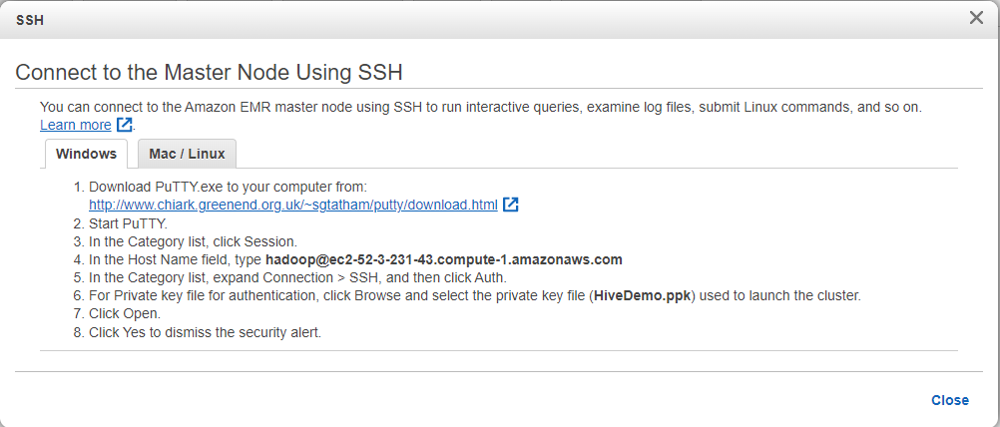 SSH
Connect to the Master Node Using SSH
You can connect to the Amazon EMR master node using SSH to run interactive queries, examine log files, submit Linux commands, and so on.
Learn more.
Windows Mac / Linux
1. Download PuTTY.exe to your computer from:
http://www.chiark.greenend.org.uk/~sgtatham/putty/download.html
2. Start PuTTY.
3. In the Category list, click Session.
4. In the Host Name field, type hadoop@ec2-52-3-231-43.compute-1.amazonaws.com
5. In the Category list, expand Connection > SSH, and then click Auth.
6. For Private key file for authentication, click Browse and select the private key file (HiveDemo.ppk) used to launch the cluster.
7. Click Open.
8. Click Yes to dismiss the security alert.
Close